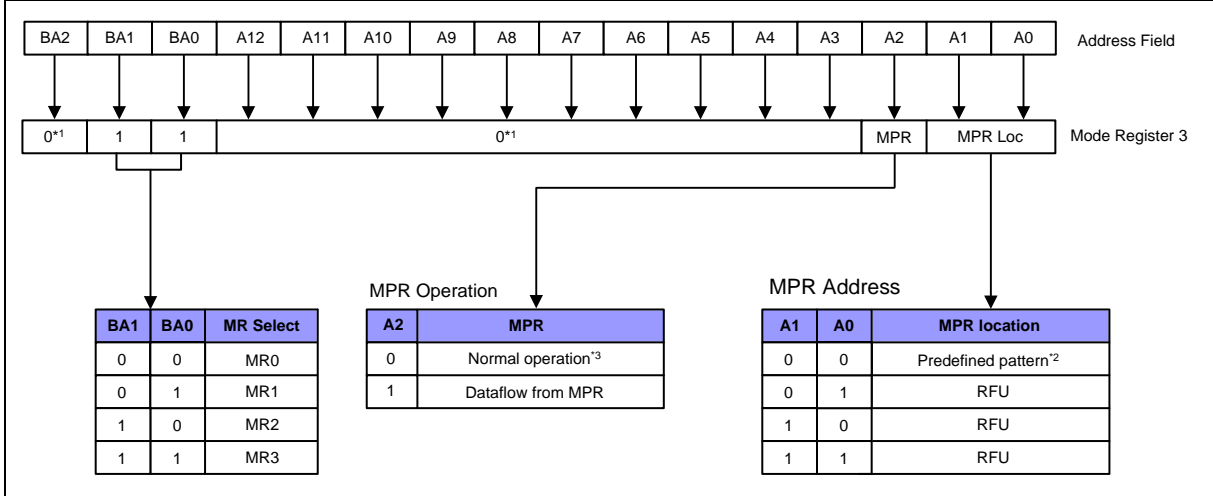 BA2 BA1 BA0 A12 A11 A10 A9 A8 A7 A6 A5 A4 A3 A2 A1 A0 Address Field
0*1 1 1 0*1 MPR MPR Loc Mode Register 3
BA1 BA0 MR Select
0 0 MR0
0 1 MR1
1 0 MR2
1 1 MR3
MPR Operation
A2 MPR
0 Normal operation*3
1 Dataflow from MPR
MPR Address
A1 A0 MPR location
0 0 Predefined pattern*2
0 1 RFU
1 0 RFU
1 1 RFU